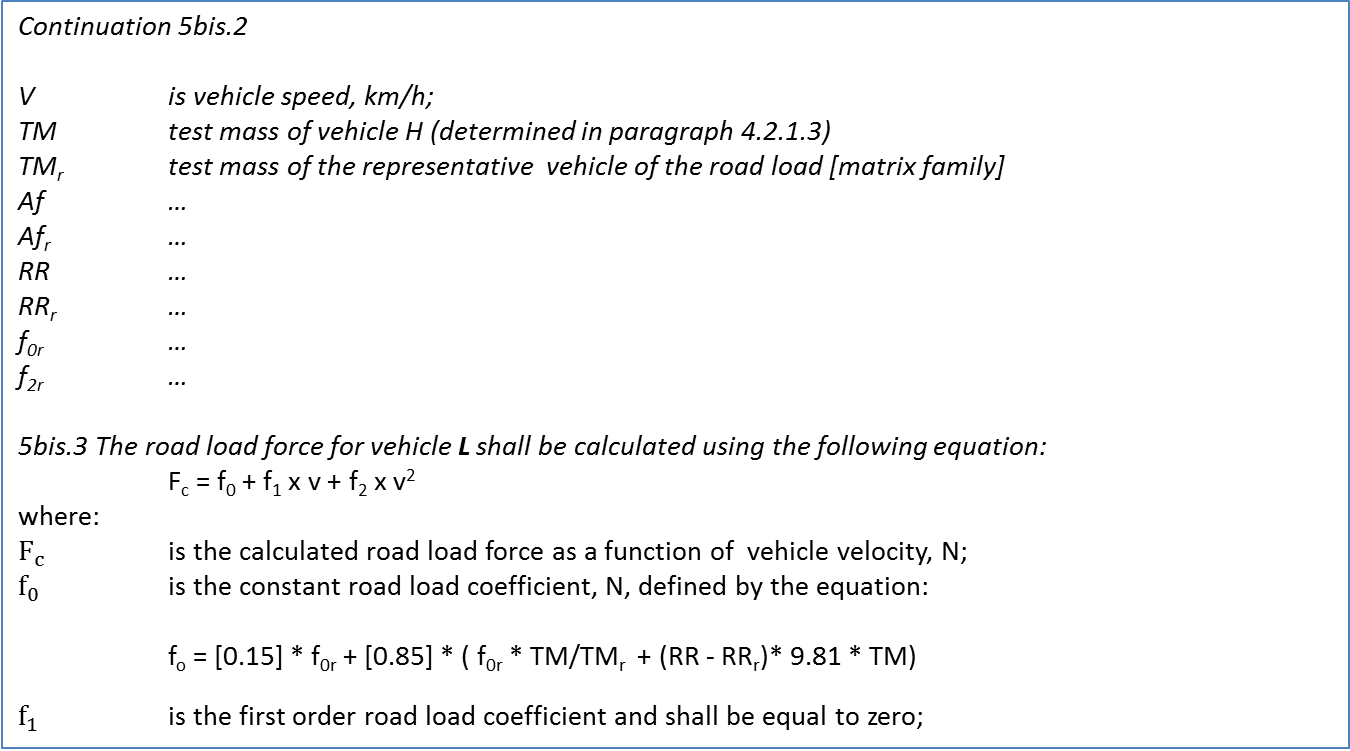 Continuation 5bis.2
V is vehicle speed, km/h;
TM test mass of vehicle H (determined in paragraph 4.2.1.3)
TMr test mass of the representative vehicle of the road load [matrix family]
Af ...
Afr ...
RR ...
RRr ...
f0r ...
f2r ...
5bis.3 The road load force for vehicle L shall be calculated using the following equation:
Fc = f0 + f1 x v + f2 x v²
where:
Fc is the calculated road load force as a function of vehicle velocity, N;
f0 is the constant road load coefficient, N, defined by the equation:
fo = [0.15] * f0r + [0.85] * ( f0r * TM/TMr + (RR - RRr)* 9.81 * TM)
f1 is the first order road load coefficient and shall be equal to zero;